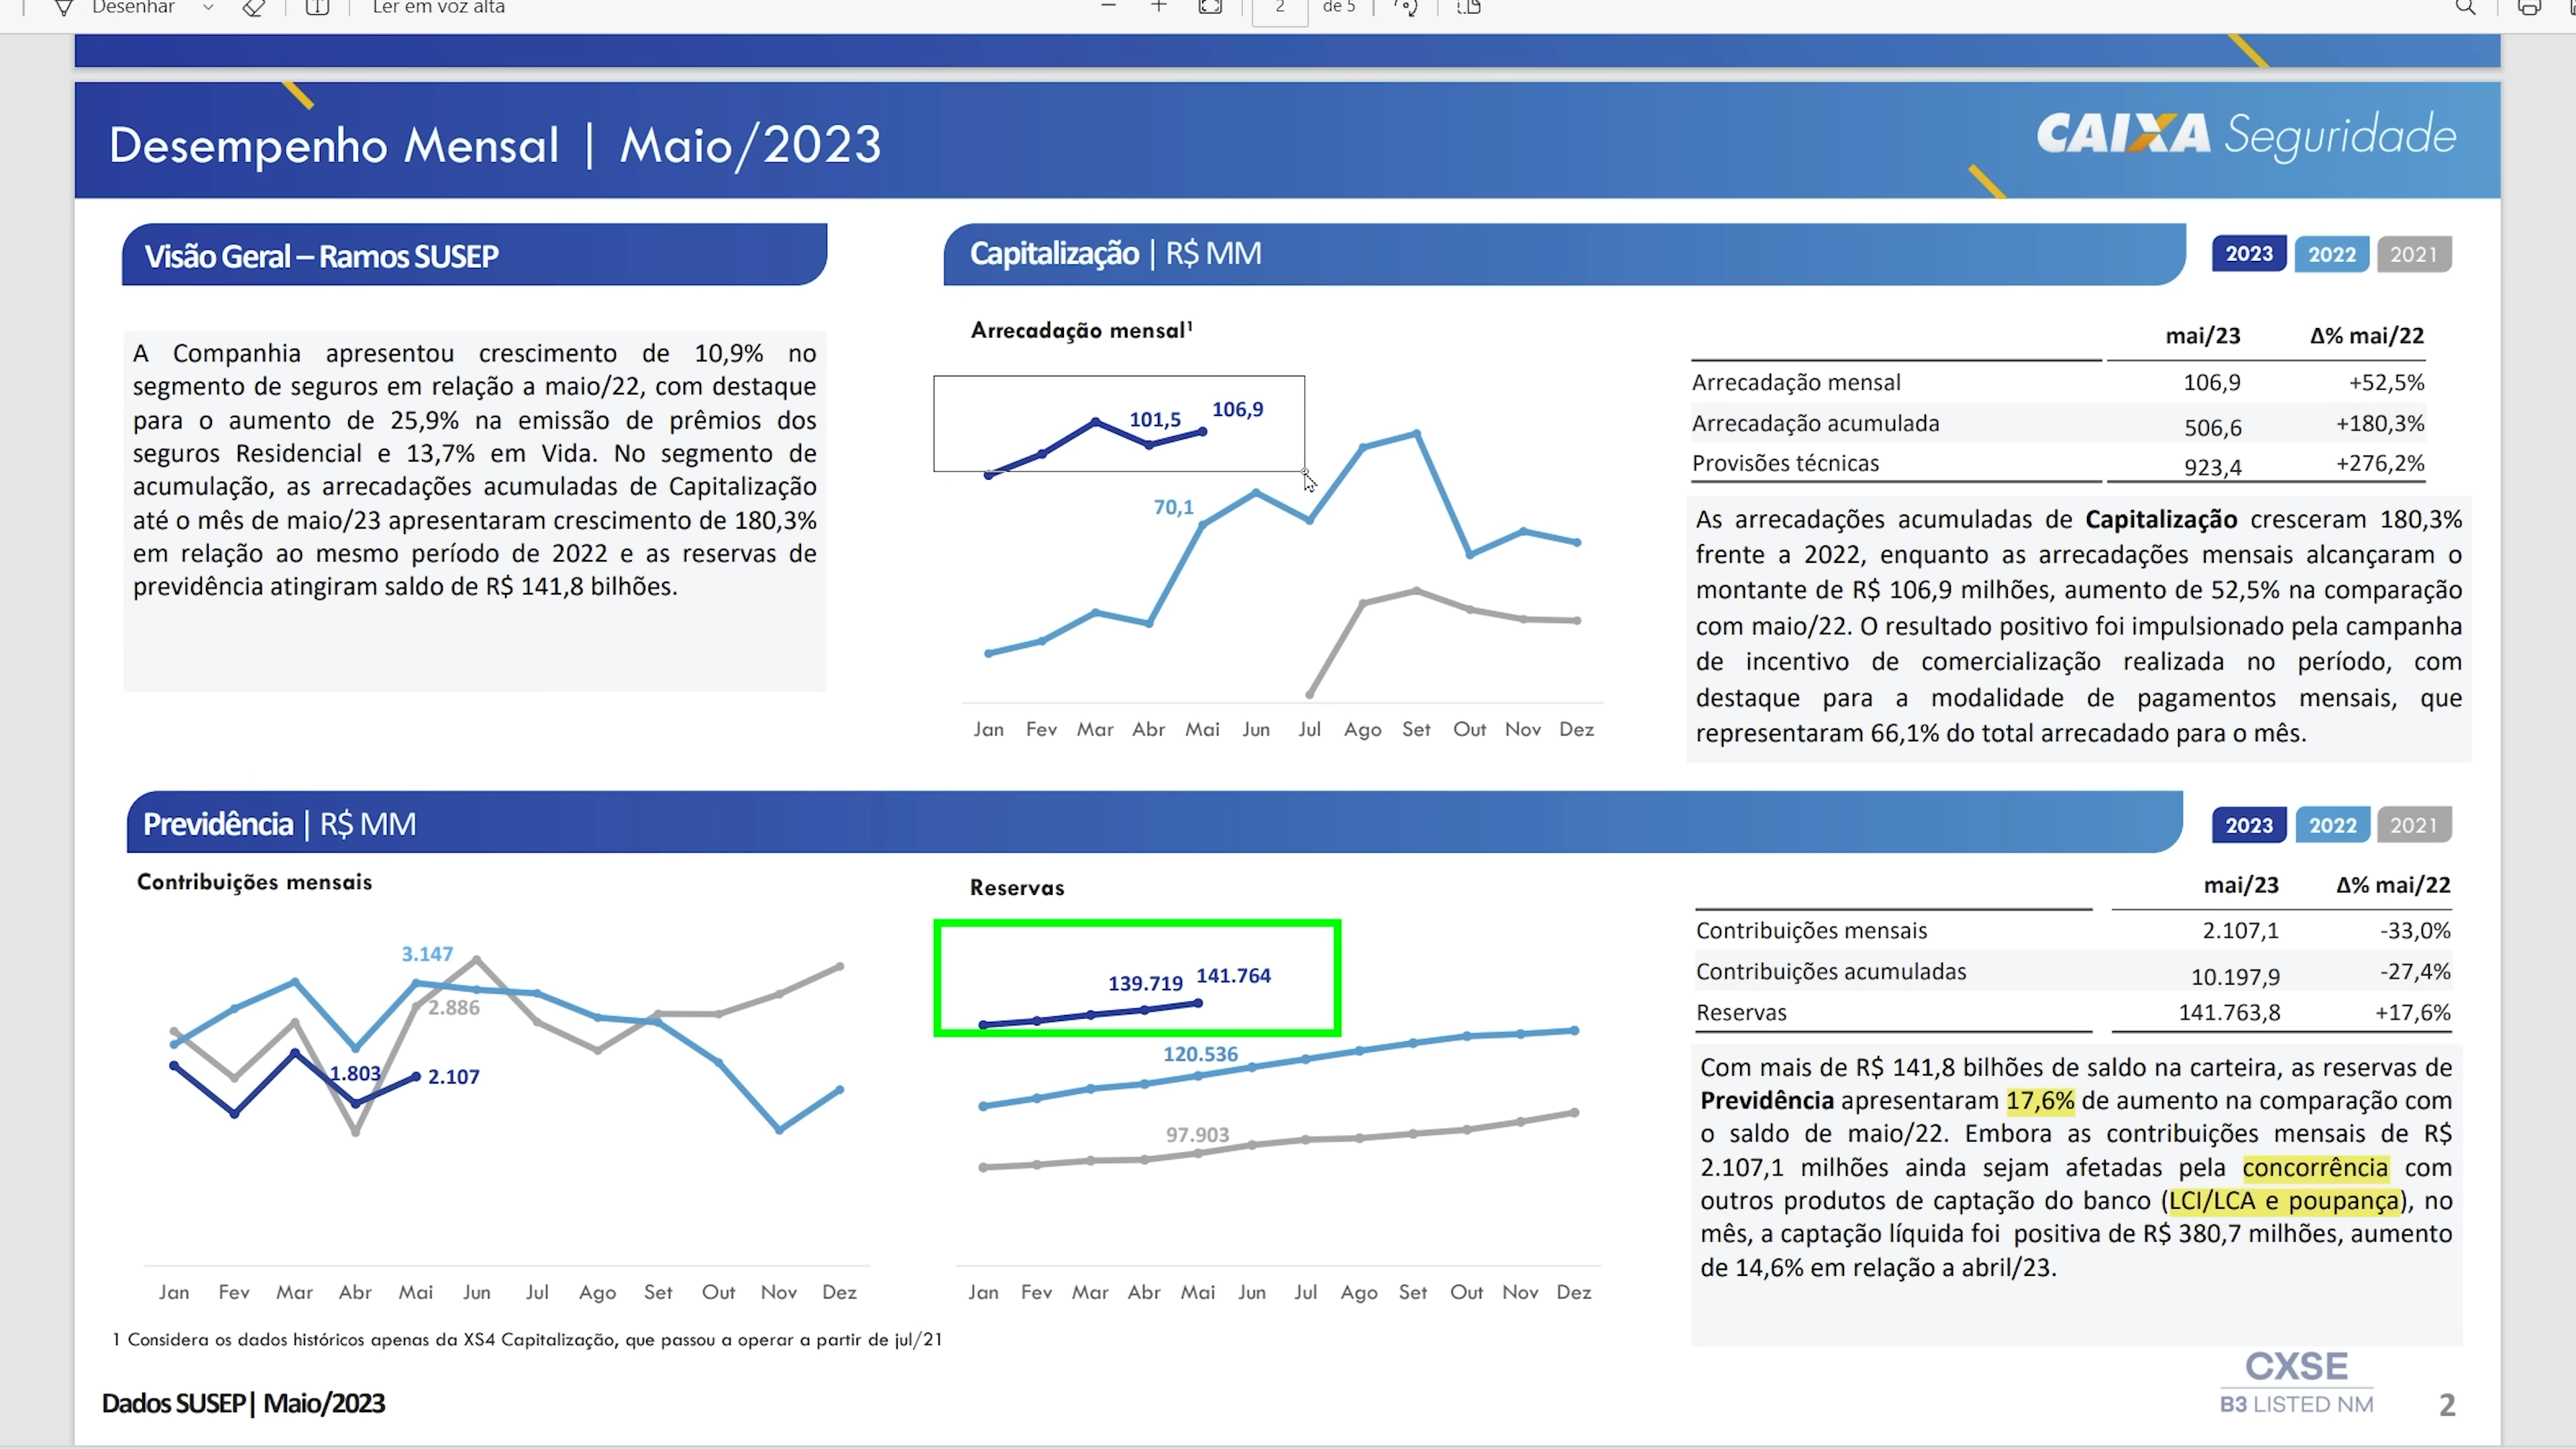 Desenhar
Ler em voz alta
2
de 5
Desempenho Mensal | Maio/2023
CAIXA Seguridade
Visão Geral – Ramos SUSEP
A Companhia apresentou crescimento de 10,9% no
segmento de seguros em relação a maio/22, com destaque
para o aumento de 25,9% na emissão de prêmios dos
seguros Residencial e 13,7% em Vida. No segmento de
acumulação, as arrecadações acumuladas de Capitalização
até o mês de maio/23 apresentaram crescimento de 180,3%
em relação ao mesmo período de 2022 e as reservas de
previdência atingiram saldo de R$ 141,8 bilhões.
Capitalização | R$ MM
2023 2022 2021
Arrecadação mensal¹
101,5 106,9
70,1
Jan Fev Mar Abr Mai Jun Jul Ago Set Out Nov Dez
mai/23 Δ% mai/22
Arrecadação mensal 106,9 +52,5%
Arrecadação acumulada 506,6 +180,3%
Provisões técnicas 923,4 +276,2%
As arrecadações acumuladas de Capitalização cresceram 180,3%
frente a 2022, enquanto as arrecadações mensais alcançaram o
montante de R$ 106,9 milhões, aumento de 52,5% na comparação
com maio/22. O resultado positivo foi impulsionado pela campanha
de incentivo de comercialização realizada no período, com
destaque para a modalidade de pagamentos mensais, que
representaram 66,1% do total arrecadado para o mês.
Previdência | R$ MM
2023 2022 2021
Contribuições mensais
3.147
2.886
1.803 2.107
Jan Fev Mar Abr Mai Jun Jul Ago Set Out Nov Dez
Reservas
139.719 141.764
120.536
97.903
Jan Fev Mar Abr Mai Jun Jul Ago Set Out Nov Dez
mai/23 Δ% mai/22
Contribuições mensais 2.107,1 -33,0%
Contribuições acumuladas 10.197,9 -27,4%
Reservas 141.763,8 +17,6%
Com mais de R$ 141,8 bilhões de saldo na carteira, as reservas de
Previdência apresentaram 17,6% de aumento na comparação com
o saldo de maio/22. Embora as contribuições mensais de R$
2.107,1 milhões ainda sejam afetadas pela concorrência com
outros produtos de captação do banco (LCI/LCA e poupança), no
mês, a captação líquida foi positiva de R$ 380,7 milhões, aumento
de 14,6% em relação a abril/23.
1 Considera os dados históricos apenas da XS4 Capitalização, que passou a operar a partir de jul/21
Dados SUSEP| Maio/2023
CXSE
B3 LISTED NM
2